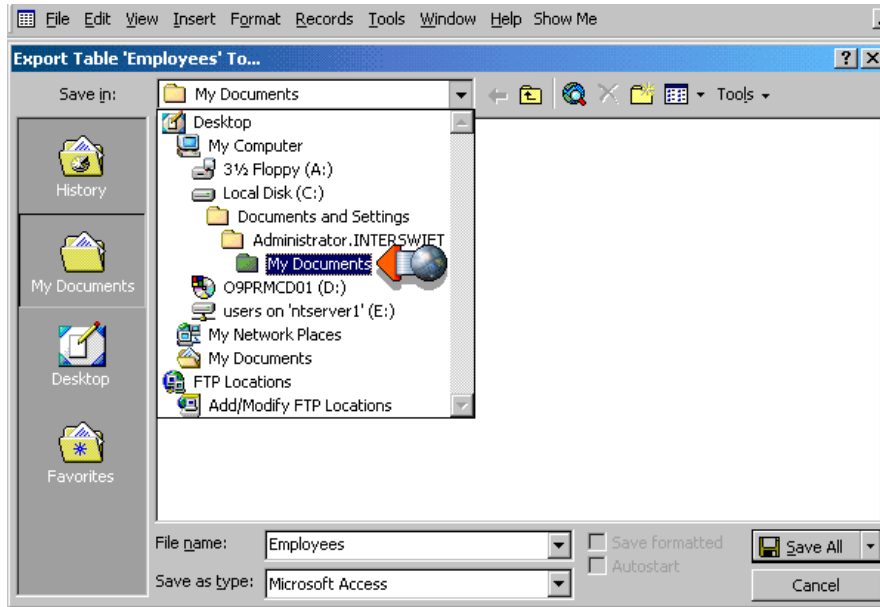 File Edit View Insert Format Records Tools Window Help Show Me
Export Table 'Employees' To...
Save in: My Documents Tools
Desktop
My Computer
3½ Floppy (A:)
Local Disk (C:)
Documents and Settings
Administrator.INTERSWIFT
My Documents
O9PRMCD01 (D:)
users on 'ntserver1' (E:)
My Network Places
My Documents
FTP Locations
Add/Modify FTP Locations
History
My Documents
Desktop
Favorites
File name: Employees Save formatted Save All
Autostart
Save as type: Microsoft Access Cancel